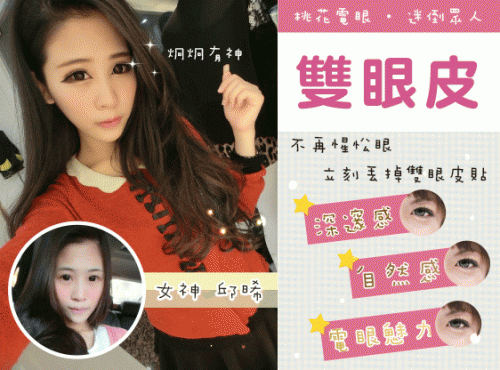 炯炯有神
女神 邱晞
桃花電眼 • 迷倒眾人
雙眼皮
不再惺忪眼
立刻丟掉雙眼皮貼
深邃感
自然感
電眼魅力